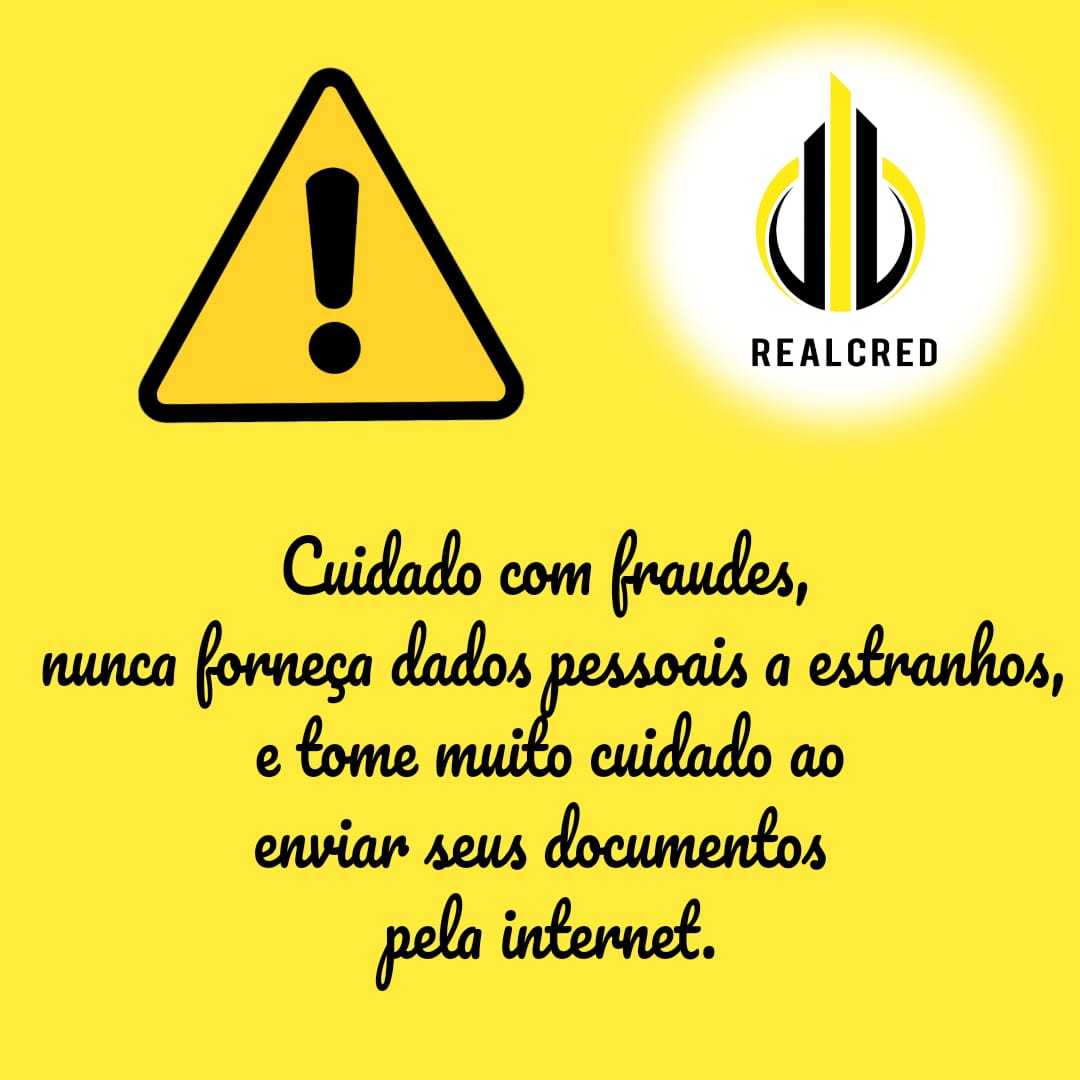 REALCRED
Cuidado com fraudes,
nunca forneça dados pessoais a estranhos,
e tome muito cuidado ao
enviar seus documentos
pela internet.